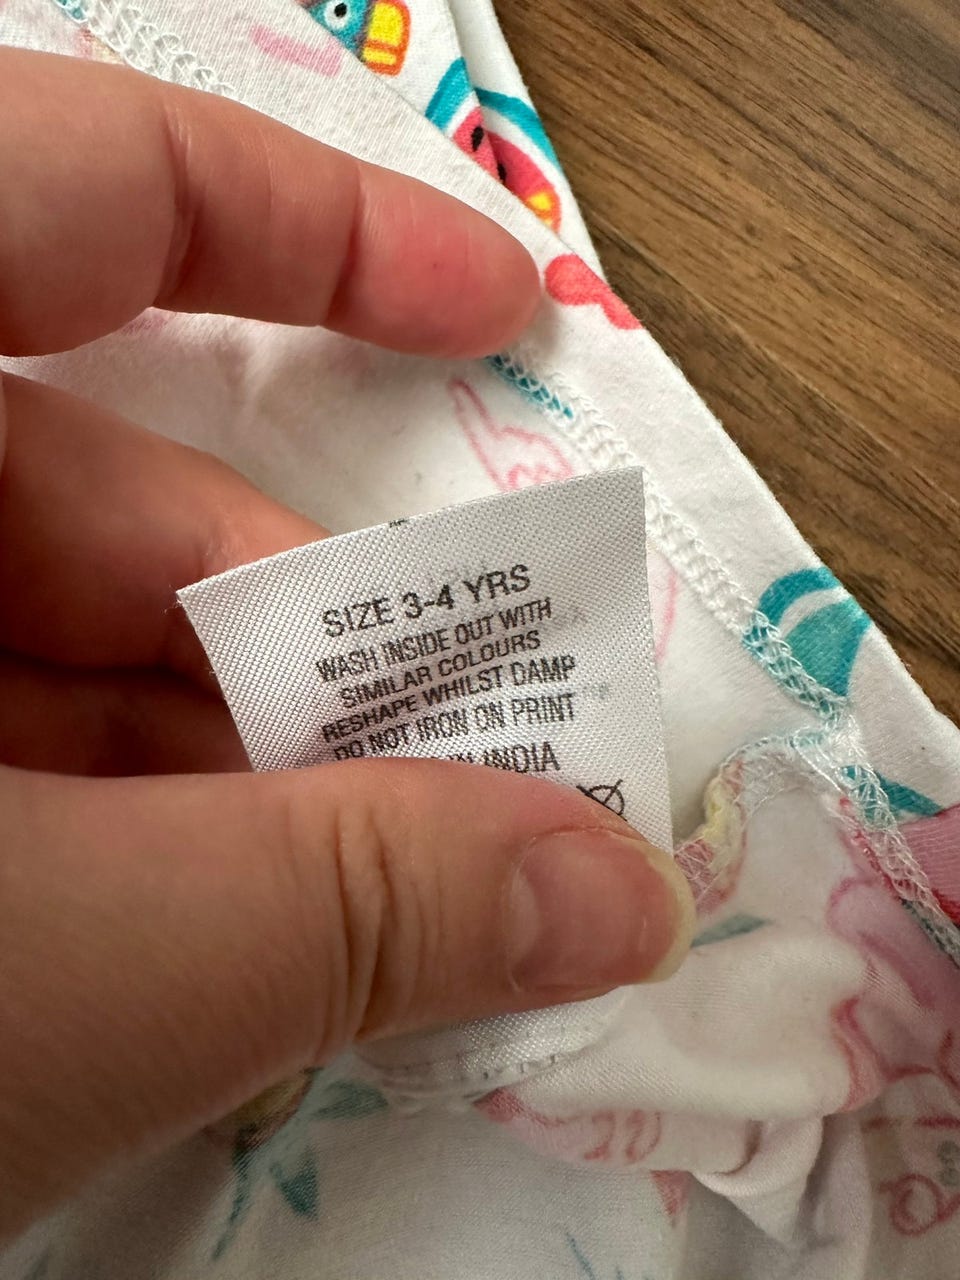 SIZE 3-4 YRS
WASH INSIDE OUT WITH
SIMILAR COLOURS
RESHAPE WHILST DAMP
DO NOT IRON ON PRINT
INDIA